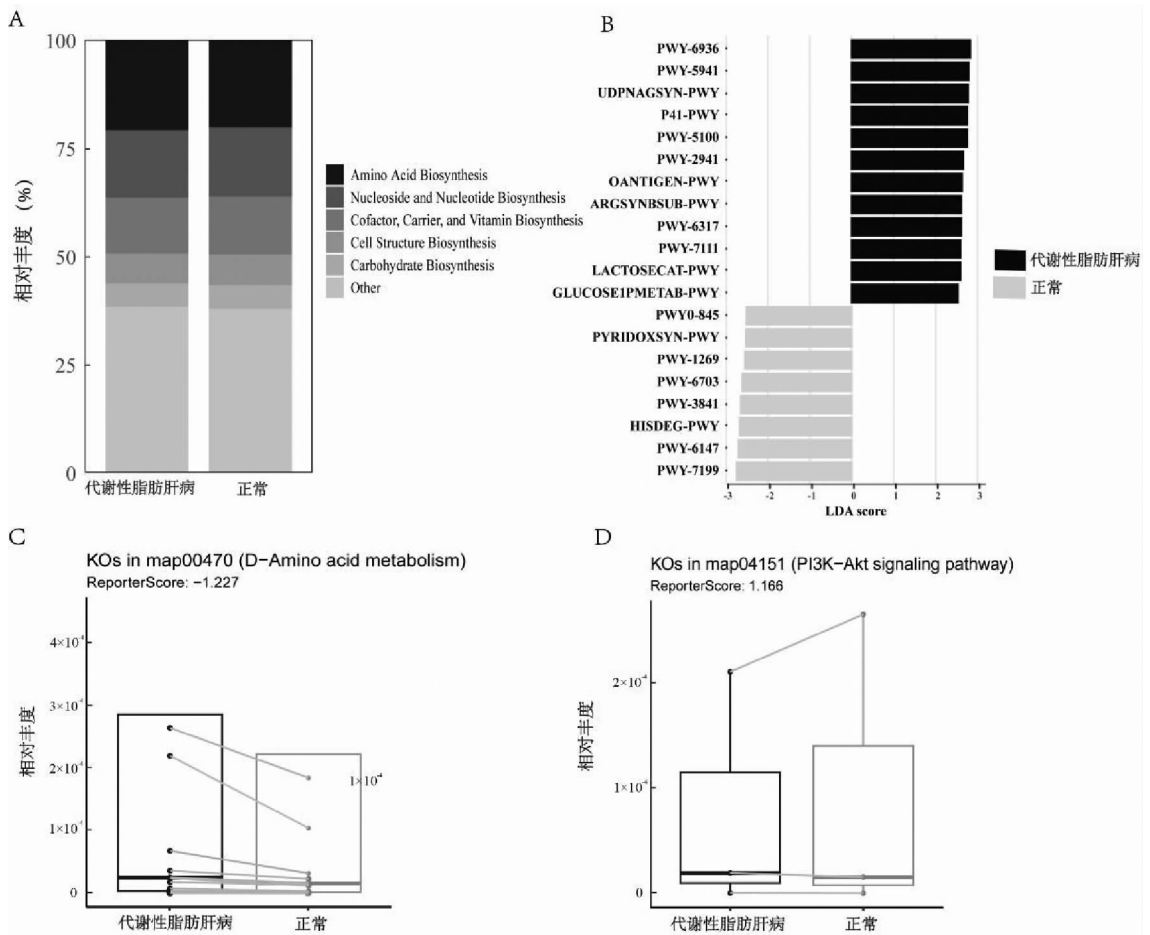 A
100
75
50
25
0
相对丰度（%）
代谢性脂肪肝病
正常
Amino Acid Biosynthesis
Nucleoside and Nucleotide Biosynthesis
Cofactor, Carrier, and Vitamin Biosynthesis
Cell Structure Biosynthesis
Carbohydrate Biosynthesis
Other
B
PWY-6936
PWY-5941
UDPNAGSYN-PWY
P41-PWY
PWY-5100
PWY-2941
OANTIGEN-PWY
ARGSYNBSUB-PWY
PWY-6317
PWY-7111
LACTOSECAT-PWY
GLUCOSE1PMETAB-PWY
PWY0-845
PYRIDOXSYN-PWY
PWY-1269
PWY-6703
PWY-3841
HISDEG-PWY
PWY-6147
PWY-7199
-3 -2 -1 0 1 2 3
LDA score
代谢性脂肪肝病
正常
C
KOs in map00470 (D−Amino acid metabolism)
ReporterScore: −1.227
4×10⁻⁴
3×10⁻⁴
2×10⁻⁴
1×10⁻⁴
0
相对丰度
1×10⁻⁴
代谢性脂肪肝病
正常
D
KOs in map04151 (PI3K−Akt signaling pathway)
ReporterScore: 1.166
2×10⁻⁴
1×10⁻⁴
0
相对丰度
代谢性脂肪肝病
正常